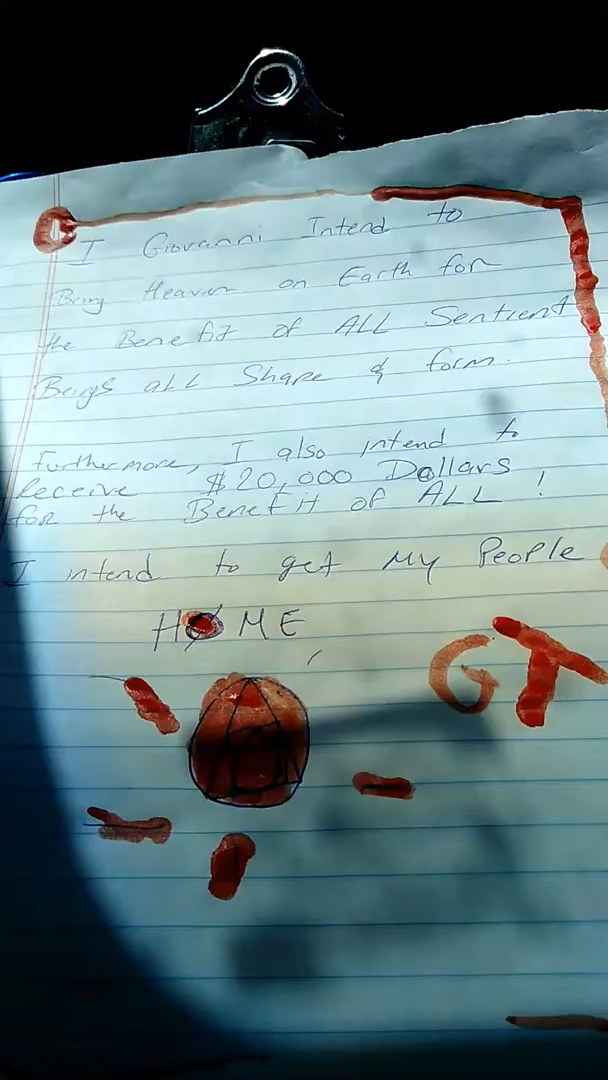 I Giovanni Intend to
Bring Heaven on Earth for
the Benefit of ALL Sentient
Beings all Shape & form.
Furthermore, I also intend to
Receive $20,000 Dollars
for the Benefit of ALL !
I intend to get My People
HOME
GT